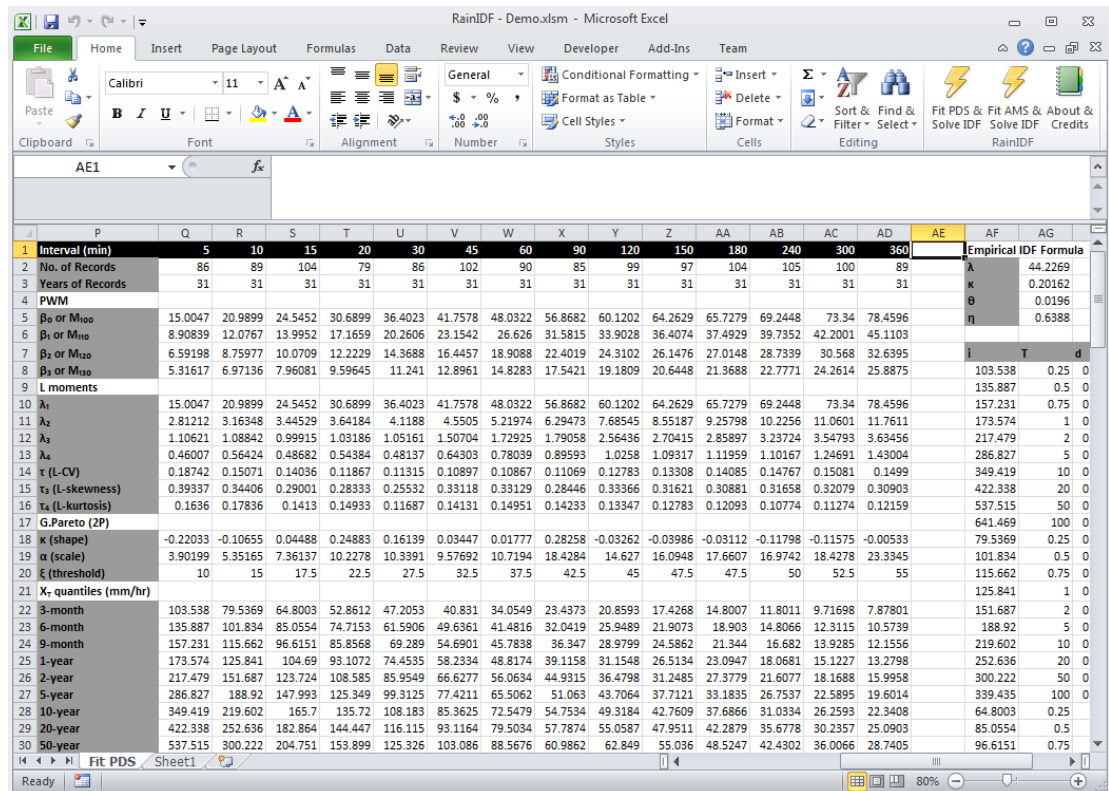 RainIDF - Demo.xlsm - Microsoft Excel
File Home Insert Page Layout Formulas Data Review View Developer Add-Ins Team
Paste
Clipboard
Calibri 11
B I U
Font
Alignment
General
$ % ,
Number
Conditional Formatting
Format as Table
Cell Styles
Styles
Insert
Delete
Format
Cells
Σ
Sort & Filter
Find & Select
Editing
Fit PDS & Solve IDF
Fit AMS & Solve IDF
About & Credits
RainIDF
AE1 fx
P Q R S T U V W X Y Z AA AB AC AD AE AF AG
1 Interval (min) 5 10 15 20 30 45 60 90 120 150 180 240 300 360 Empirical IDF Formula
2 No. of Records 86 89 104 79 86 102 90 85 99 97 104 105 100 89 λ 44.2269
3 Years of Records 31 31 31 31 31 31 31 31 31 31 31 31 31 31 κ 0.20162
4 PWM θ 0.0196
5 β₀ or M₁₀₀ 15.0047 20.9899 24.5452 30.6899 36.4023 41.7578 48.0322 56.8682 60.1202 64.2629 65.7279 69.2448 73.34 78.4596 η 0.6388
6 β₁ or M₁₁₀ 8.90839 12.0767 13.9952 17.1659 20.2606 23.1542 26.626 31.5815 33.9028 36.4074 37.4929 39.7352 42.2001 45.1103
7 β₂ or M₁₂₀ 6.59198 8.75977 10.0709 12.2229 14.3688 16.4457 18.9088 22.4019 24.3102 26.1476 27.0148 28.7339 30.568 32.6395 i T d
8 β₃ or M₁₃₀ 5.31617 6.97136 7.96081 9.59645 11.241 12.8961 14.8283 17.5421 19.1809 20.6448 21.3688 22.7771 24.2614 25.8875 103.538 0.25 0
9 L moments 135.887 0.5 0
10 λ₁ 15.0047 20.9899 24.5452 30.6899 36.4023 41.7578 48.0322 56.8682 60.1202 64.2629 65.7279 69.2448 73.34 78.4596 157.231 0.75 0
11 λ₂ 2.81212 3.16348 3.44529 3.64184 4.1188 4.5505 5.21974 6.29473 7.68545 8.55187 9.25798 10.2256 11.0601 11.7611 173.574 1 0
12 λ₃ 1.10621 1.08842 0.99915 1.03186 1.05161 1.50704 1.72925 1.79058 2.56436 2.70415 2.85897 3.23724 3.54793 3.63456 217.479 2 0
13 λ₄ 0.46007 0.56424 0.48682 0.54384 0.48137 0.64303 0.78039 0.89593 1.0258 1.09317 1.11959 1.10167 1.24691 1.43004 286.827 5 0
14 τ (L-CV) 0.18742 0.15071 0.14036 0.11867 0.11315 0.10897 0.10867 0.11069 0.12783 0.13308 0.14085 0.14767 0.15081 0.1499 349.419 10 0
15 τ₃ (L-skewness) 0.39337 0.34406 0.29001 0.28333 0.25532 0.33118 0.33129 0.28446 0.33366 0.31621 0.30881 0.31658 0.32079 0.30903 422.338 20 0
16 τ₄ (L-kurtosis) 0.1636 0.17836 0.1413 0.14933 0.11687 0.14131 0.14951 0.14233 0.13347 0.12783 0.12093 0.10774 0.11274 0.12159 537.515 50 0
17 G.Pareto (2P) 641.469 100 0
18 κ (shape) -0.22033 -0.10655 0.04488 0.24883 0.16139 0.03447 0.01777 0.28258 -0.03262 -0.03986 -0.03112 -0.11798 -0.11575 -0.00533 79.5369 0.25 0
19 α (scale) 3.90199 5.35165 7.36137 10.2278 10.3391 9.57692 10.7194 18.4284 14.627 16.0948 17.6607 16.9742 18.4278 23.3345 101.834 0.5 0
20 ξ (threshold) 10 15 17.5 22.5 27.5 32.5 37.5 42.5 45 47.5 47.5 50 52.5 55 115.662 0.75 0
21 X_T quantiles (mm/hr) 125.841 1 0
22 3-month 103.538 79.5369 64.8003 52.8612 47.2053 40.831 34.0549 23.4373 20.8593 17.4268 14.8007 11.8011 9.71698 7.87801 151.687 2 0
23 6-month 135.887 101.834 85.0554 74.7153 61.5906 49.6361 41.4816 32.0419 25.9489 21.9073 18.903 14.8066 12.3115 10.5739 188.92 5 0
24 9-month 157.231 115.662 96.6151 85.8568 69.289 54.6901 45.7838 36.347 28.9799 24.5862 21.344 16.682 13.9285 12.1556 219.602 10 0
25 1-year 173.574 125.841 104.69 93.1072 74.4535 58.2334 48.8174 39.1158 31.1548 26.5134 23.0947 18.0681 15.1227 13.2798 252.636 20 0
26 2-year 217.479 151.687 123.724 108.585 85.9549 66.6277 56.0634 44.9315 36.4798 31.2485 27.3779 21.6077 18.1688 15.9958 300.222 50 0
27 5-year 286.827 188.92 147.993 125.349 99.3125 77.4211 65.5062 51.063 43.7064 37.7121 33.1835 26.7537 22.5895 19.6014 339.435 100 0
28 10-year 349.419 219.602 165.7 135.72 108.183 85.3625 72.5479 54.7534 49.3184 42.7609 37.6866 31.0334 26.2593 22.3408 64.8003 0.25
29 20-year 422.338 252.636 182.864 144.447 116.115 93.1164 79.5034 57.7874 55.0587 47.9511 42.2879 35.6778 30.2357 25.0903 85.0554 0.5
30 50-year 537.515 300.222 204.751 153.899 125.326 103.086 88.5676 60.9862 62.849 55.036 48.5247 42.4302 36.0066 28.7405 96.6151 0.75
Fit PDS Sheet1
Ready 80%